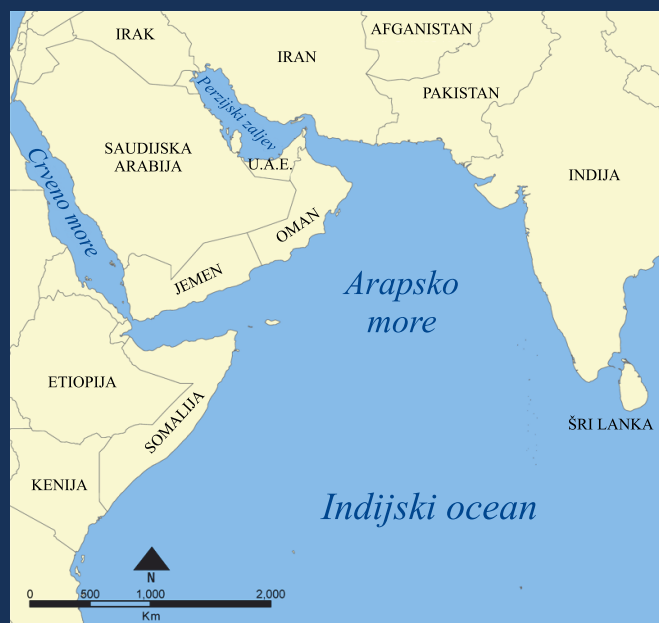 IRAK
IRAN
AFGANISTAN
PAKISTAN
Perzijski zaljev
SAUDIJSKA
ARABIJA
U.A.E.
INDIJA
Crveno more
OMAN
JEMEN
Arapsko
more
ETIOPIJA
SOMALIJA
ŠRI LANKA
KENIJA
Indijski ocean
N
0 500 1,000 2,000
Km